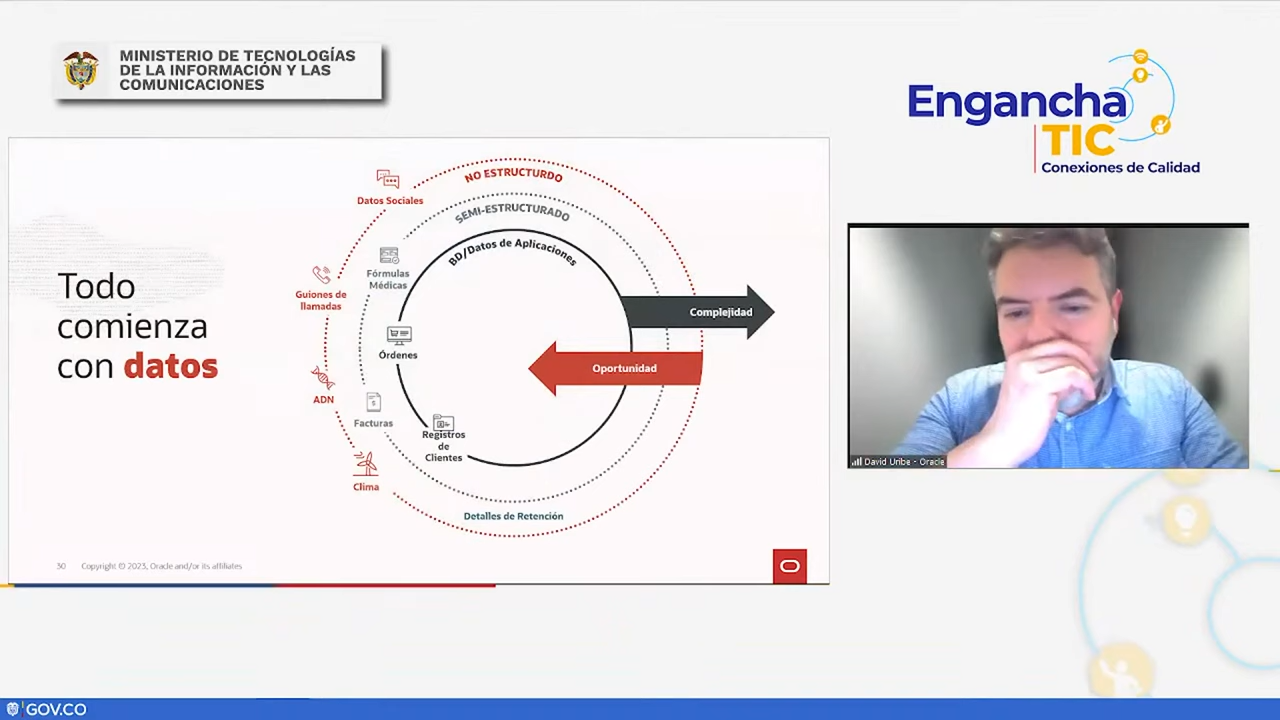 MINISTERIO DE TECNOLOGÍAS
DE LA INFORMACIÓN Y LAS
COMUNICACIONES
Engancha
TIC
Conexiones de Calidad
Todo
comienza
con datos
NO ESTRUCTURDO
SEMI-ESTRUCTURADO
BD/Datos de Aplicaciones
Datos Sociales
Fórmulas
Médicas
Guiones de
llamadas
Órdenes
ADN
Facturas
Registros
de
Clientes
Clima
Detalles de Retención
Complejidad
Oportunidad
30 Copyright © 2023, Oracle and/or its affiliates
David Uribe - Oracle
GOV.CO